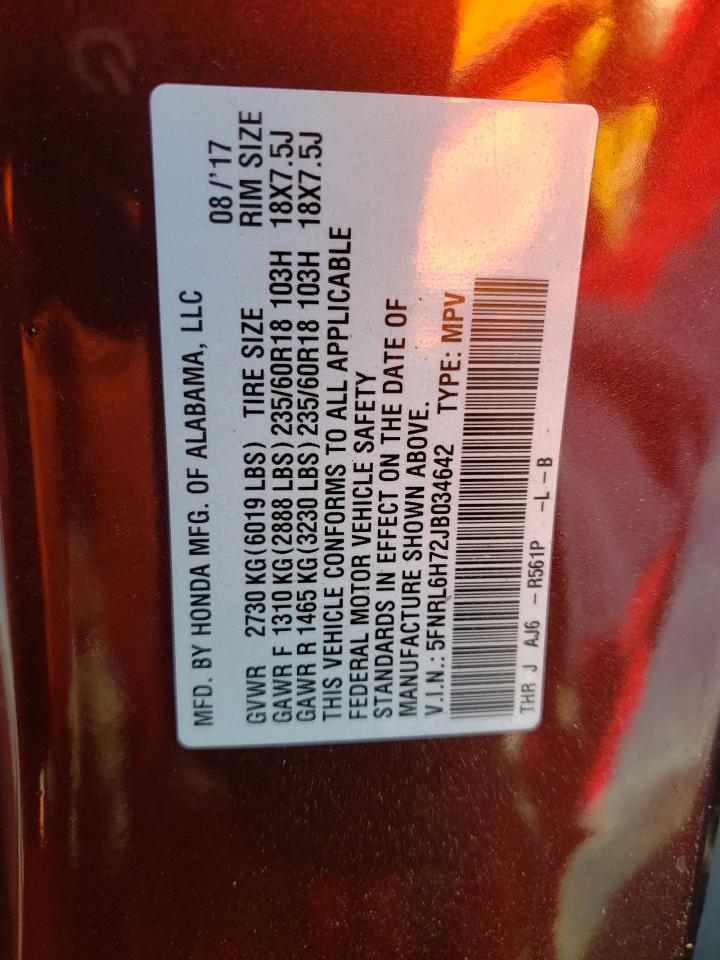 MFD. BY HONDA MFG. OF ALABAMA, LLC 08/'17
GVWR 2730 KG(6019 LBS) TIRE SIZE RIM SIZE
GAWR F 1310 KG(2888 LBS) 235/60R18 103H 18X7.5J
GAWR R 1465 KG(3230 LBS) 235/60R18 103H 18X7.5J
THIS VEHICLE CONFORMS TO ALL APPLICABLE
FEDERAL MOTOR VEHICLE SAFETY
STANDARDS IN EFFECT ON THE DATE OF
MANUFACTURE SHOWN ABOVE.
V.I.N.: 5FNRL6H72JB034642 TYPE: MPV
THR J AJ6 - R561P -L-B